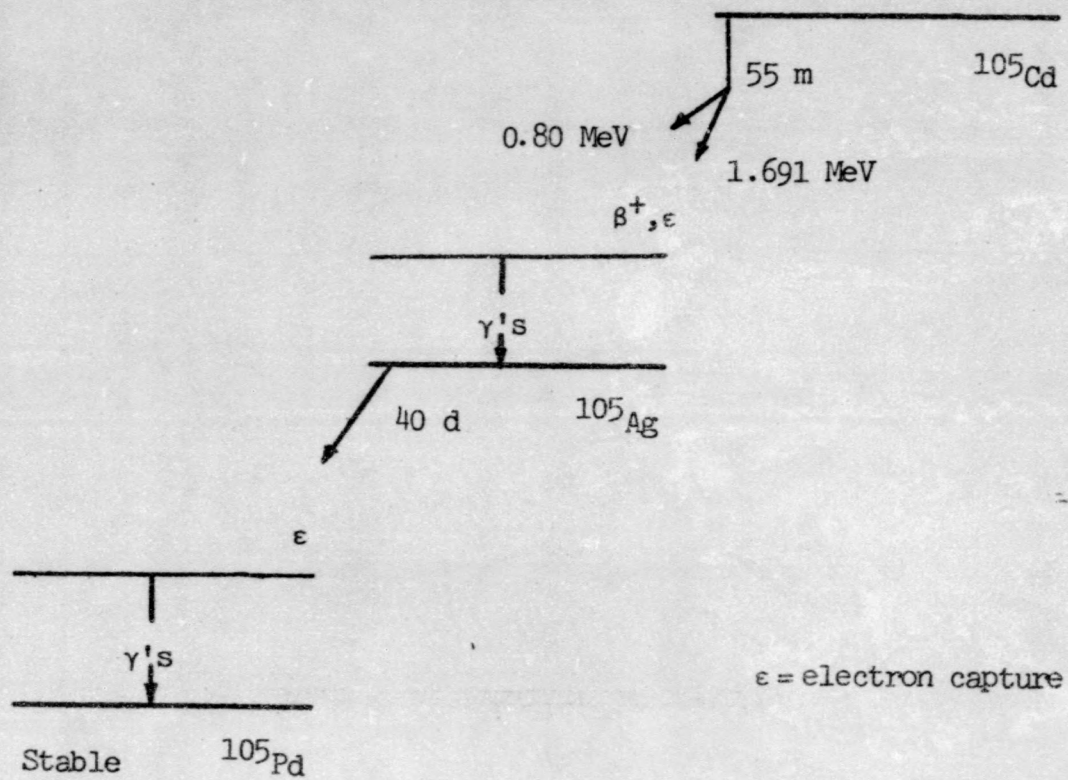 55 m
¹⁰⁵Cd
0.80 MeV
1.691 MeV
β⁺,ε
γ's
40 d
¹⁰⁵Ag
ε
γ's
ε = electron capture
Stable
¹⁰⁵Pd